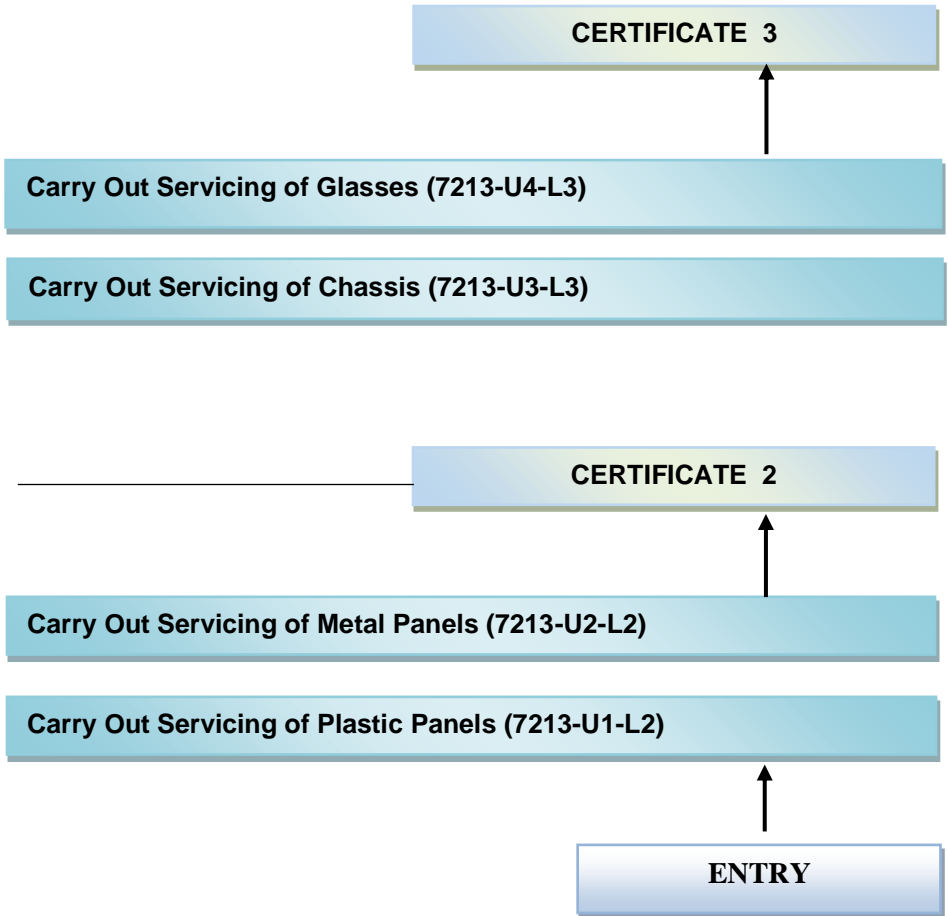 CERTIFICATE 3
Carry Out Servicing of Glasses (7213-U4-L3)
Carry Out Servicing of Chassis (7213-U3-L3)
CERTIFICATE 2
Carry Out Servicing of Metal Panels (7213-U2-L2)
Carry Out Servicing of Plastic Panels (7213-U1-L2)
ENTRY